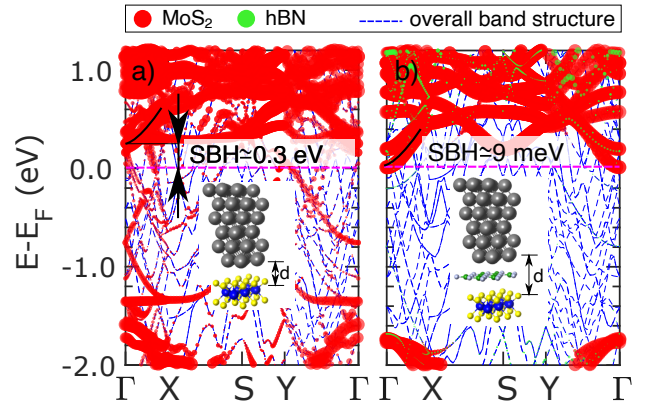 MoS₂ hBN overall band structure
a) b)
1.0
SBH≃0.3 eV SBH≃9 meV
0.0
E-E_F (eV)
d d
-1.0
-2.0
Γ X S Y Γ Γ X S Y Γ